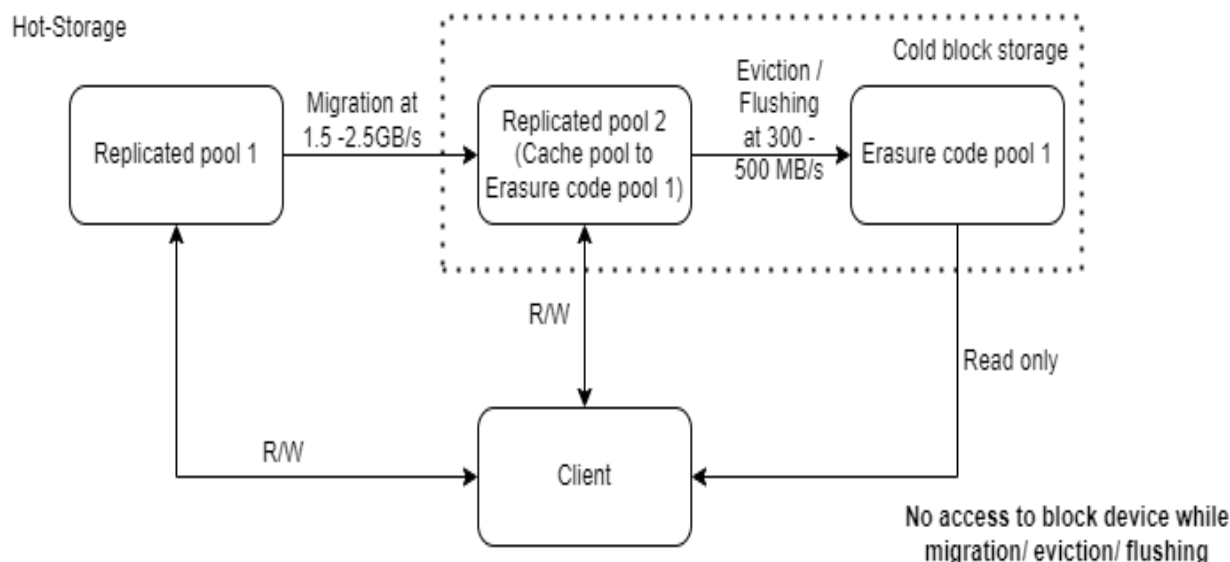 Hot-Storage
Cold block storage
Replicated pool 1
Migration at
1.5 -2.5GB/s
Replicated pool 2
(Cache pool to
Erasure code pool 1)
Eviction /
Flushing
at 300 -
500 MB/s
Erasure code pool 1
R/W
Read only
R/W
Client
No access to block device while
migration/ eviction/ flushing